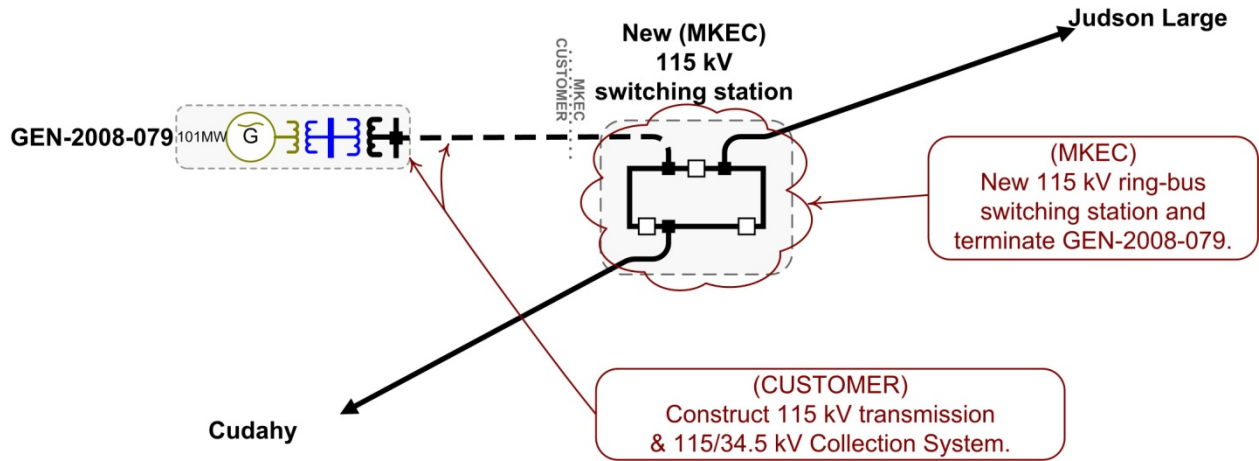 Judson Large
New (MKEC)
115 kV
switching station
CUSTOMER
MKEC
GEN-2008-079
101MW
G
(MKEC)
New 115 kV ring-bus
switching station and
terminate GEN-2008-079.
(CUSTOMER)
Construct 115 kV transmission
& 115/34.5 kV Collection System.
Cudahy